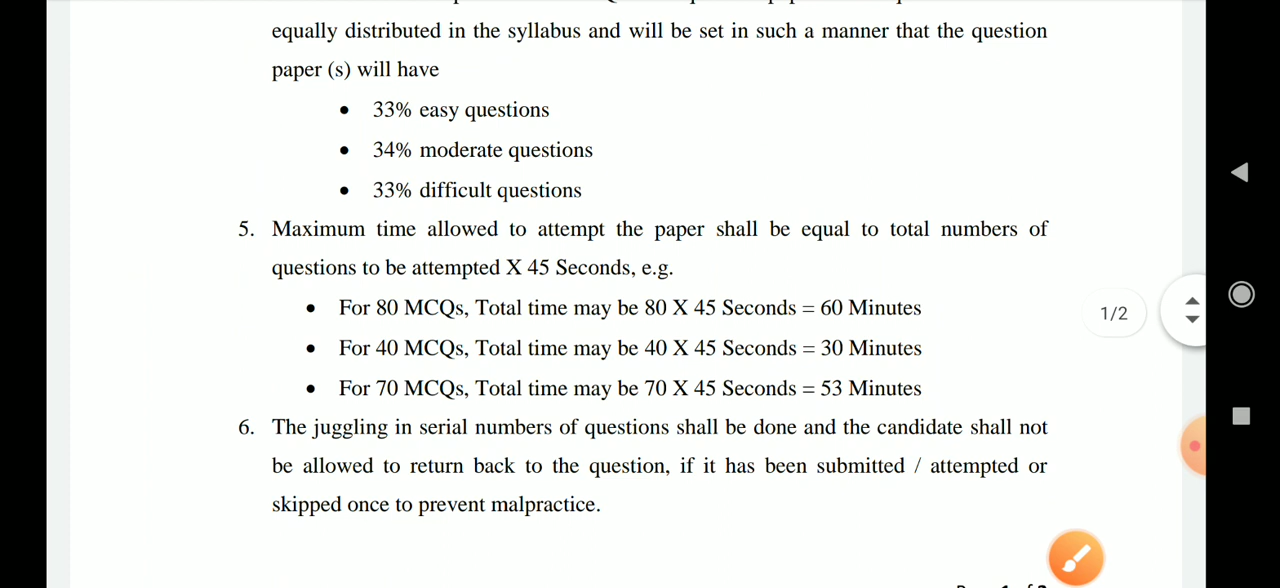 equally distributed in the syllabus and will be set in such a manner that the question
paper (s) will have
• 33% easy questions
• 34% moderate questions
• 33% difficult questions
5. Maximum time allowed to attempt the paper shall be equal to total numbers of
questions to be attempted X 45 Seconds, e.g.
• For 80 MCQs, Total time may be 80 X 45 Seconds = 60 Minutes
• For 40 MCQs, Total time may be 40 X 45 Seconds = 30 Minutes
• For 70 MCQs, Total time may be 70 X 45 Seconds = 53 Minutes
1/2
6. The juggling in serial numbers of questions shall be done and the candidate shall not
be allowed to return back to the question, if it has been submitted / attempted or
skipped once to prevent malpractice.